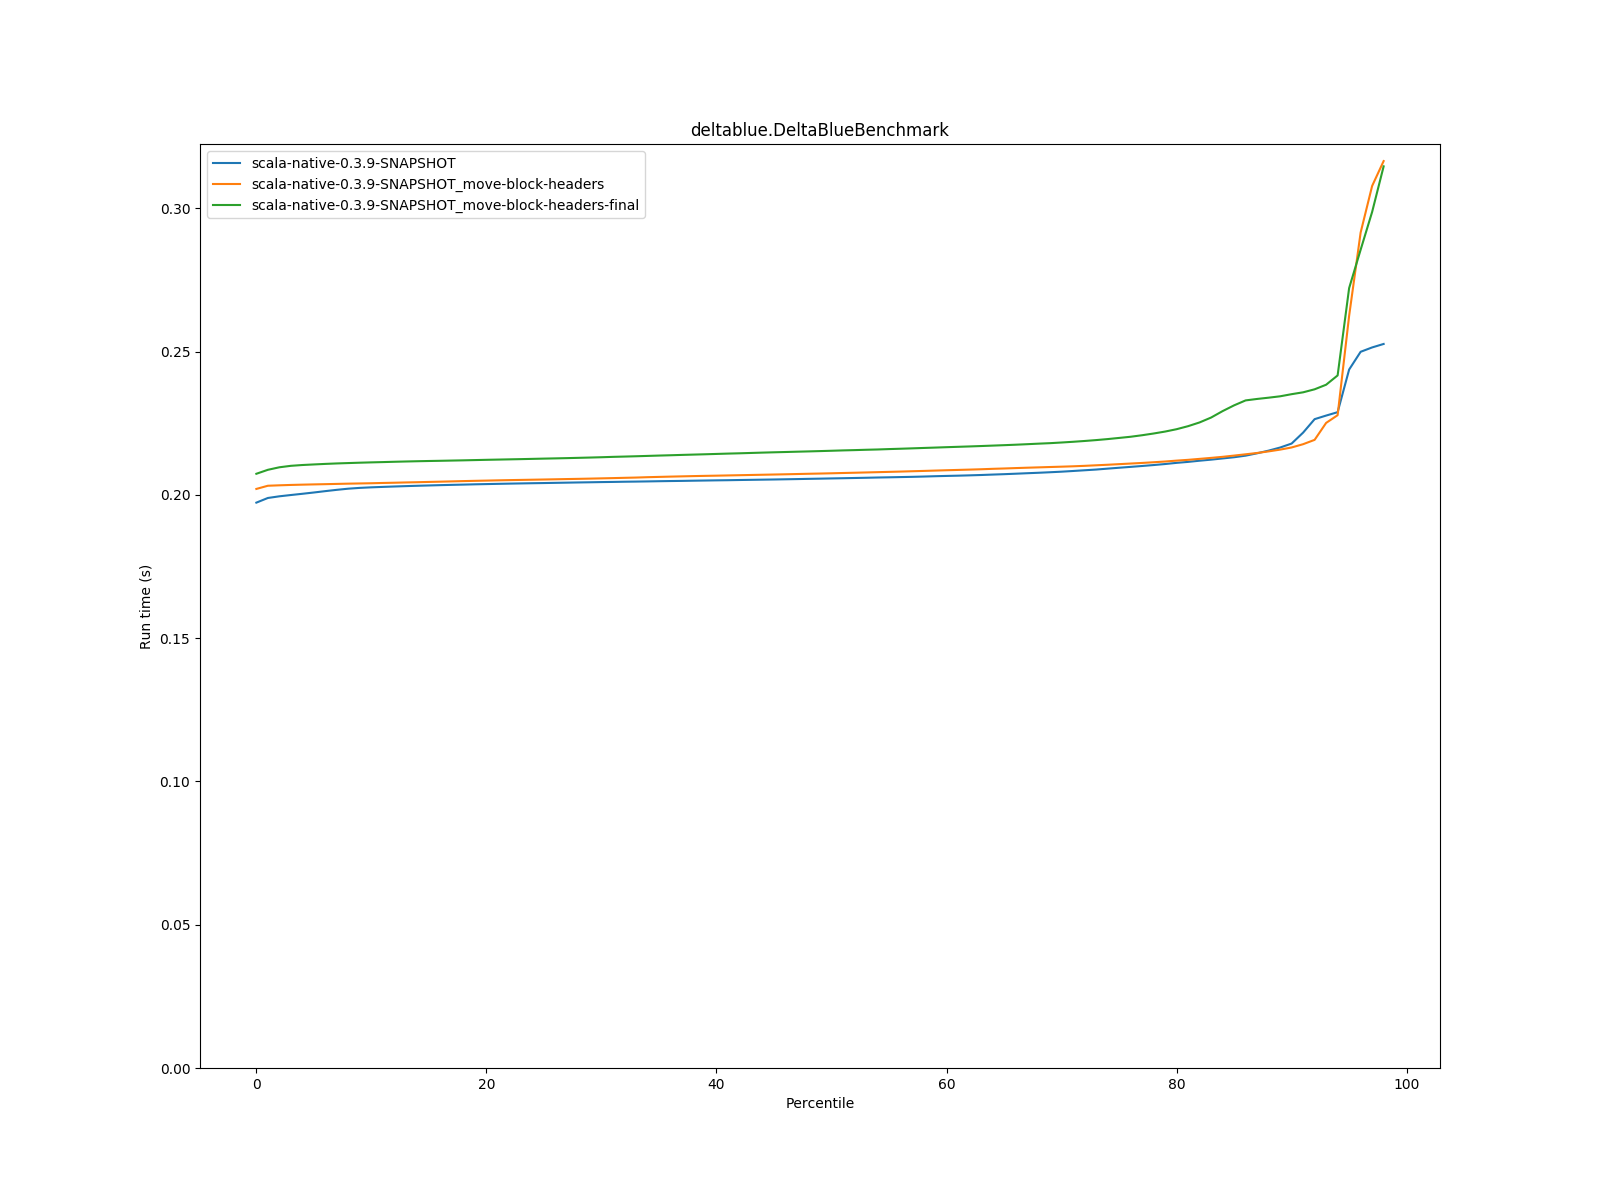 deltablue.DeltaBlueBenchmark
scala-native-0.3.9-SNAPSHOT
scala-native-0.3.9-SNAPSHOT_move-block-headers
scala-native-0.3.9-SNAPSHOT_move-block-headers-final
0.30
0.25
0.20
0.15
0.10
0.05
0.00
Run time (s)
0 20 40 60 80 100
Percentile